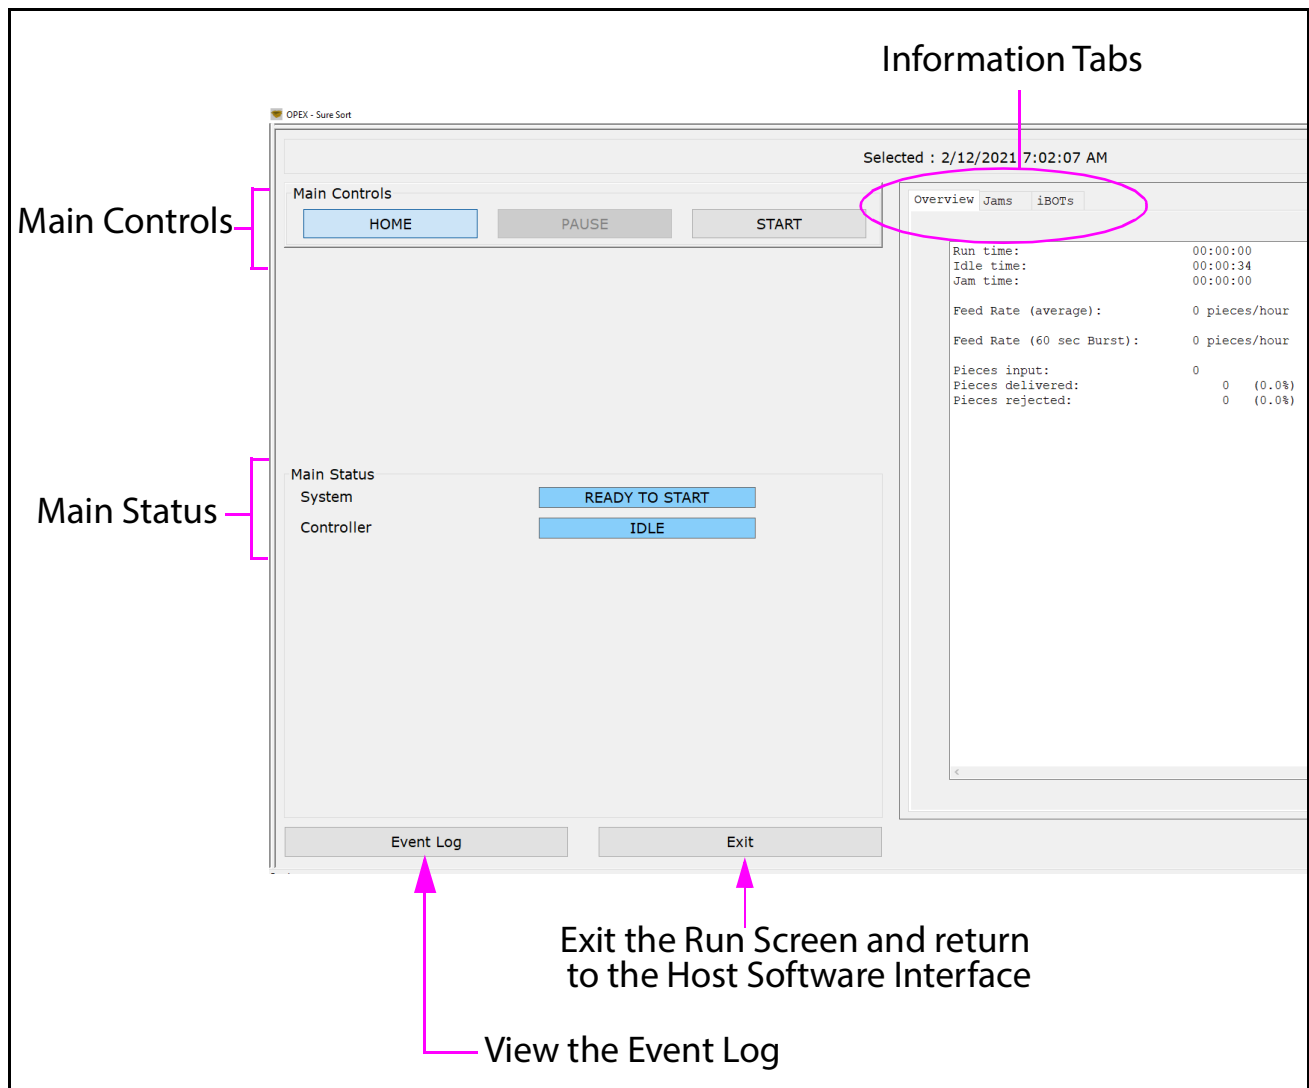 Information Tabs
OPEX - Sure Sort
Selected : 2/12/2021 7:02:07 AM
Main Controls
Main Controls
HOME PAUSE START
Overview Jams iBOTs
Run time: 00:00:00
Idle time: 00:00:34
Jam time: 00:00:00
Feed Rate (average): 0 pieces/hour
Feed Rate (60 sec Burst): 0 pieces/hour
Pieces input: 0
Pieces delivered: 0 (0.0%)
Pieces rejected: 0 (0.0%)
Main Status
Main Status
System READY TO START
Controller IDLE
Event Log Exit
Exit the Run Screen and return
to the Host Software Interface
View the Event Log